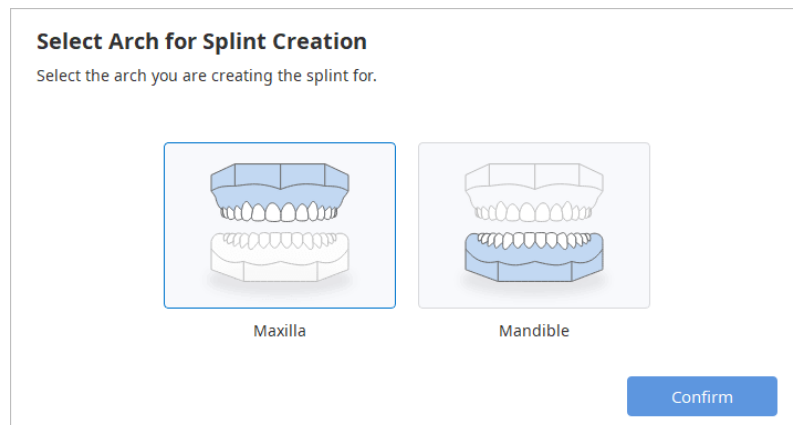 Select Arch for Splint Creation
Select the arch you are creating the splint for.
Maxilla
Mandible
Confirm